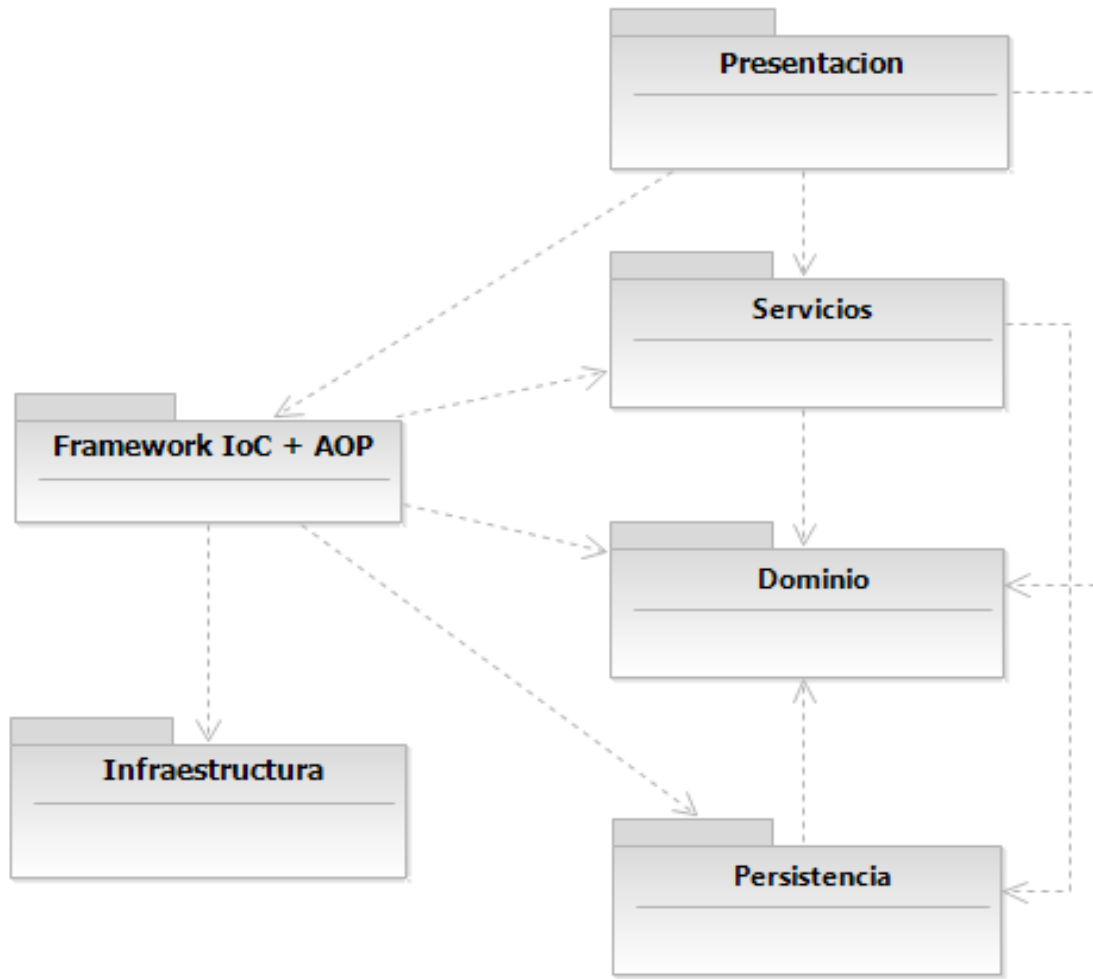 Presentacion
Servicios
Framework IoC + AOP
Dominio
Infraestructura
Persistencia